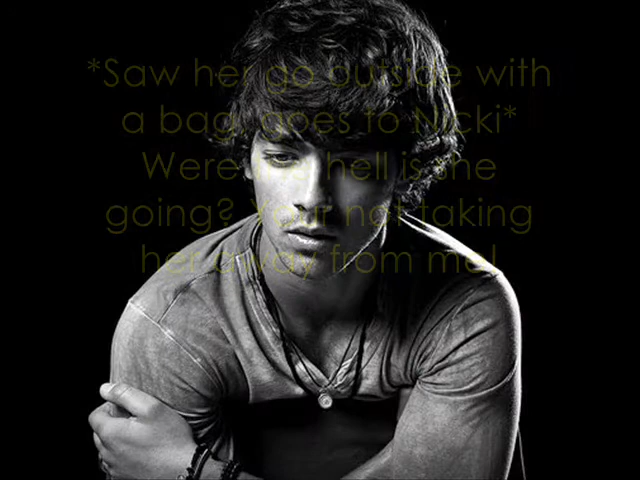 *Saw her go outside with
a bag, goes to Nicki*
Were the hell is she
going? Your not taking
her away from me!